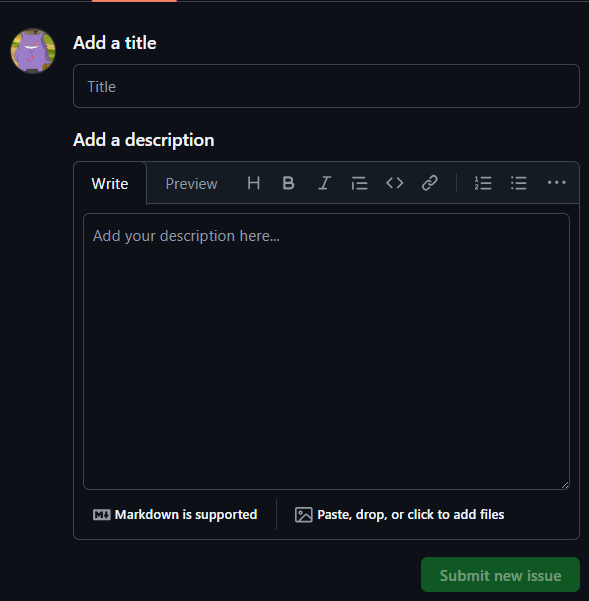 Add a title
Title
Add a description
Write Preview
Add your description here...
Markdown is supported Paste, drop, or click to add files
Submit new issue